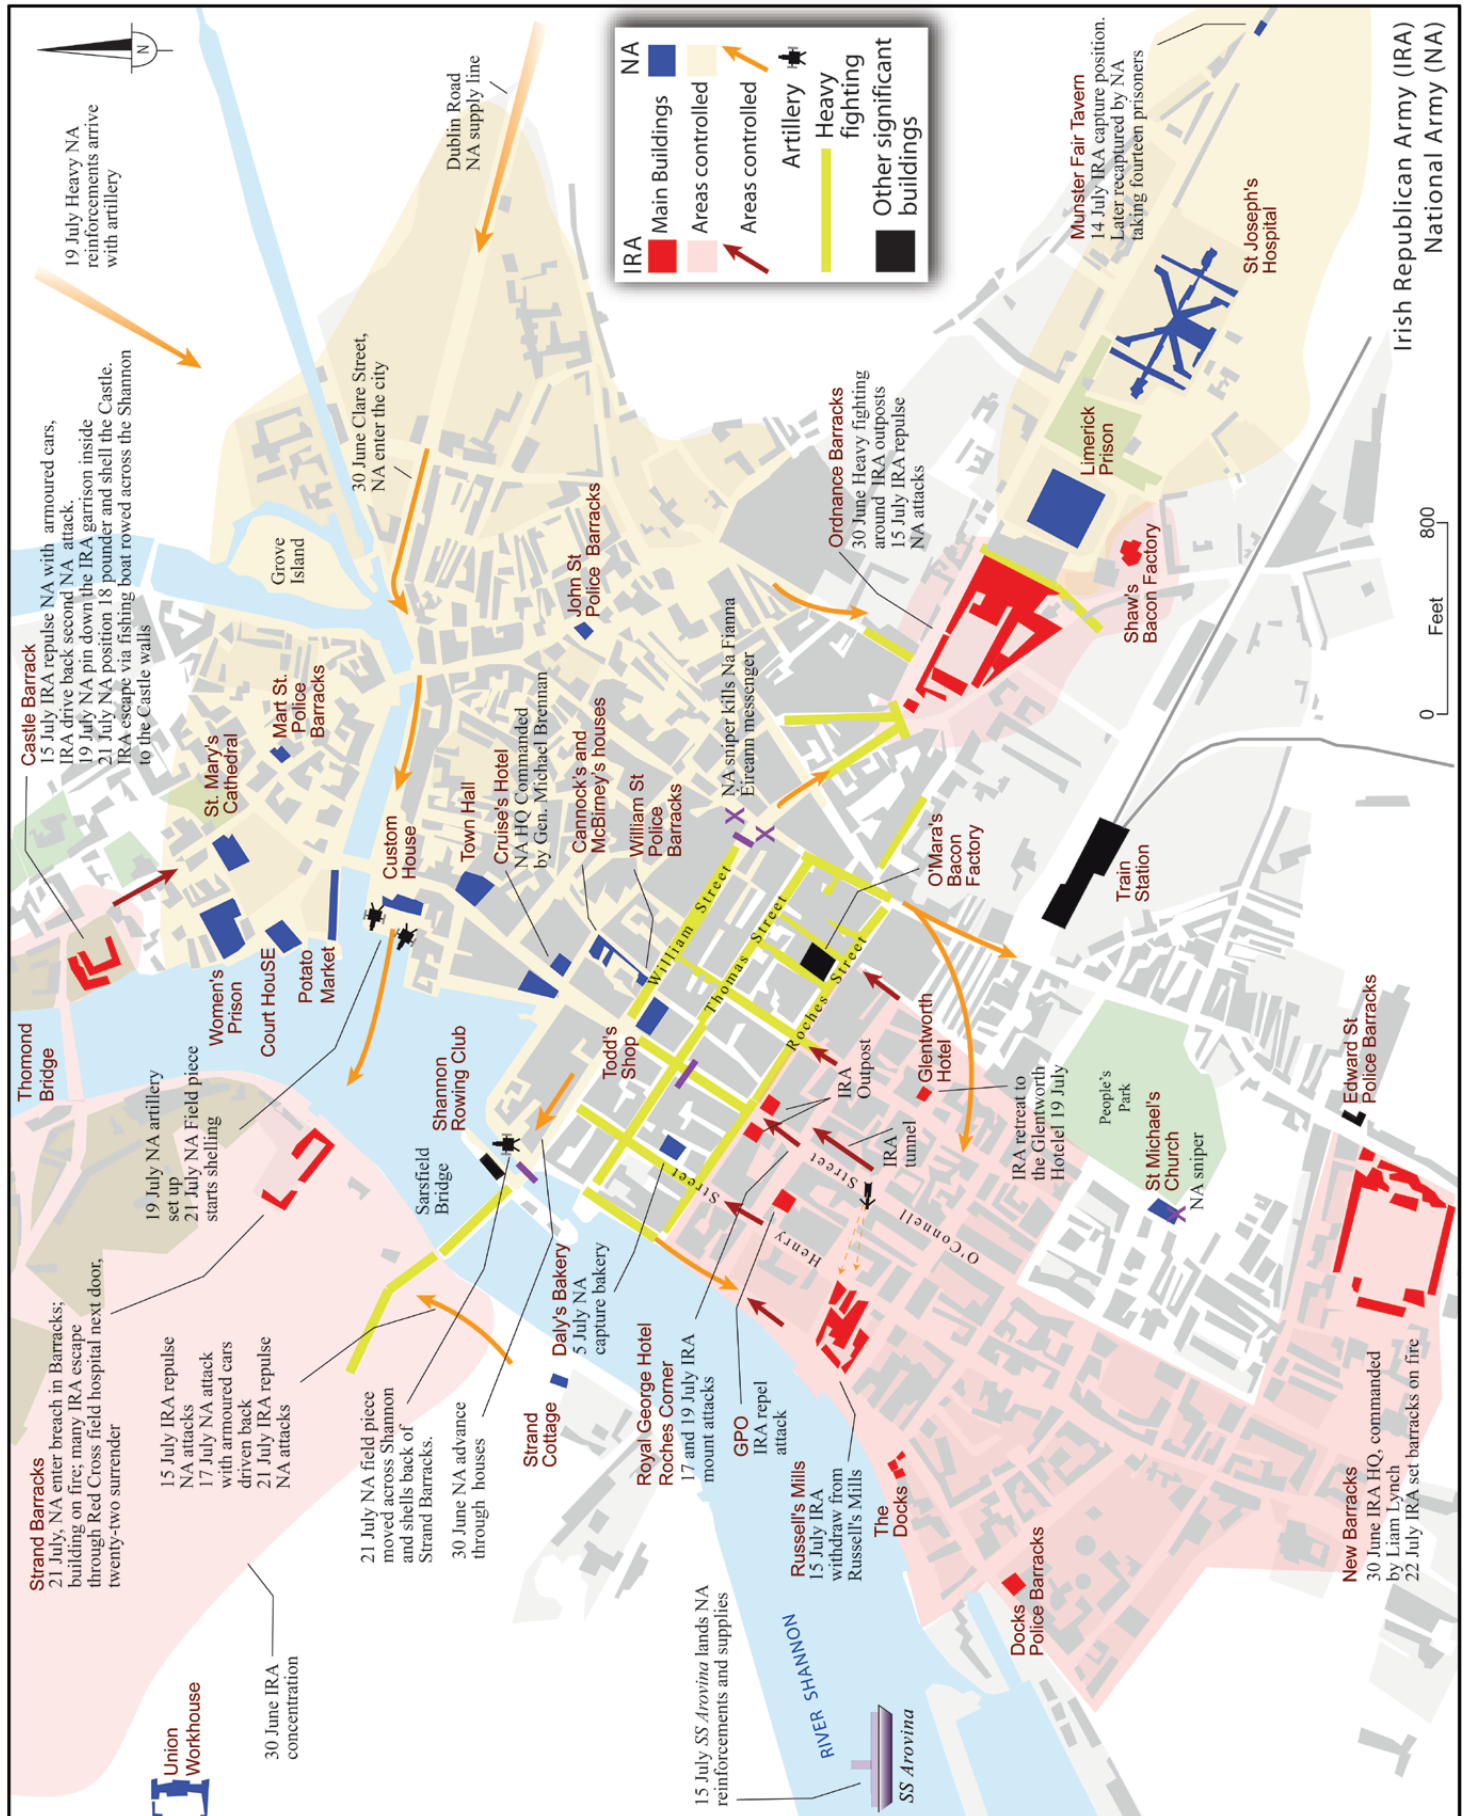 Union
Workhouse
30 June IRA
concentration
Strand Barracks
21 July, NA enter breach in Barracks;
building on fire; many IRA escape
through Red Cross field hospital next door,
twenty-two surrender
15 July IRA repulse
NA attacks
17 July NA attack
with armoured cars
driven back
21 July IRA repulse
NA attacks
Thomond
Bridge
19 July NA artillery
set up
21 July NA Field piece
starts shelling
Castle Barrack
15 July IRA repulse NA with armoured cars,
IRA drive back second NA attack.
19 July NA pin down the IRA garrison inside
21 July NA position 18 pounder and shell the Castle.
IRA escape via fishing boat rowed across the Shannon
to the Castle walls
19 July Heavy NA
reinforcements arrive
with artillery
N
St. Mary's
Cathedral
Mart St.
Police
Barracks
Women's
Prison
Court HouSE
Potato
Market
Grove
Island
30 June Clare Street,
NA enter the city
Dublin Road
NA supply line
Custom
House
Sarsfield
Bridge
Shannon
Rowing Club
21 July NA field piece
moved across Shannon
and shells back of
Strand Barracks.
30 June NA advance
through houses
Town Hall
Cruise's Hotel
NA HQ Commanded
by Gen. Michael Brennan
Cannock's and
McBirney's houses
William St
Police
Barracks
John St
Police Barracks
Strand
Cottage
Daly's Bakery
5 July NA
capture bakery
Todd's
Shop
William Street
Thomas Street
Roches Street
Henry Street
O'Connell Street
NA sniper kills Na Fianna
Éireann messenger
Royal George Hotel
Roches Corner
17 and 19 July IRA
mount attacks
GPO
IRA repel
attack
Russell's Mills
15 July IRA
withdraw from
Russell's Mills
The
Docks
IRA
Outpost
IRA
tunnel
Glentworth
Hotel
IRA retreat to
the Glentworth
Hotelel 19 July
O'Mara's
Bacon
Factory
Ordnance Barracks
30 June Heavy fighting
around IRA outposts
15 July IRA repulse
NA attacks
IRA
NA
Main Buildings
Areas controlled
Areas controlled
Artillery
Heavy
fighting
Other significant
buildings
15 July SS Arovina lands NA
reinforcements and supplies
RIVER SHANNON
SS Arovina
Docks
Police Barracks
People's
Park
St Michael's
Church
NA sniper
Train
Station
Shaw's
Bacon Factory
Limerick
Prison
Munster Fair Tavern
14 July IRA capture position.
Later recaptured by NA
taking fourteen prisoners
St Joseph's
Hospital
New Barracks
30 June IRA HQ, commanded
by Liam Lynch
22 July IRA set barracks on fire
Edward St
Police Barracks
0
800
Feet
Irish Republican Army (IRA)
National Army (NA)